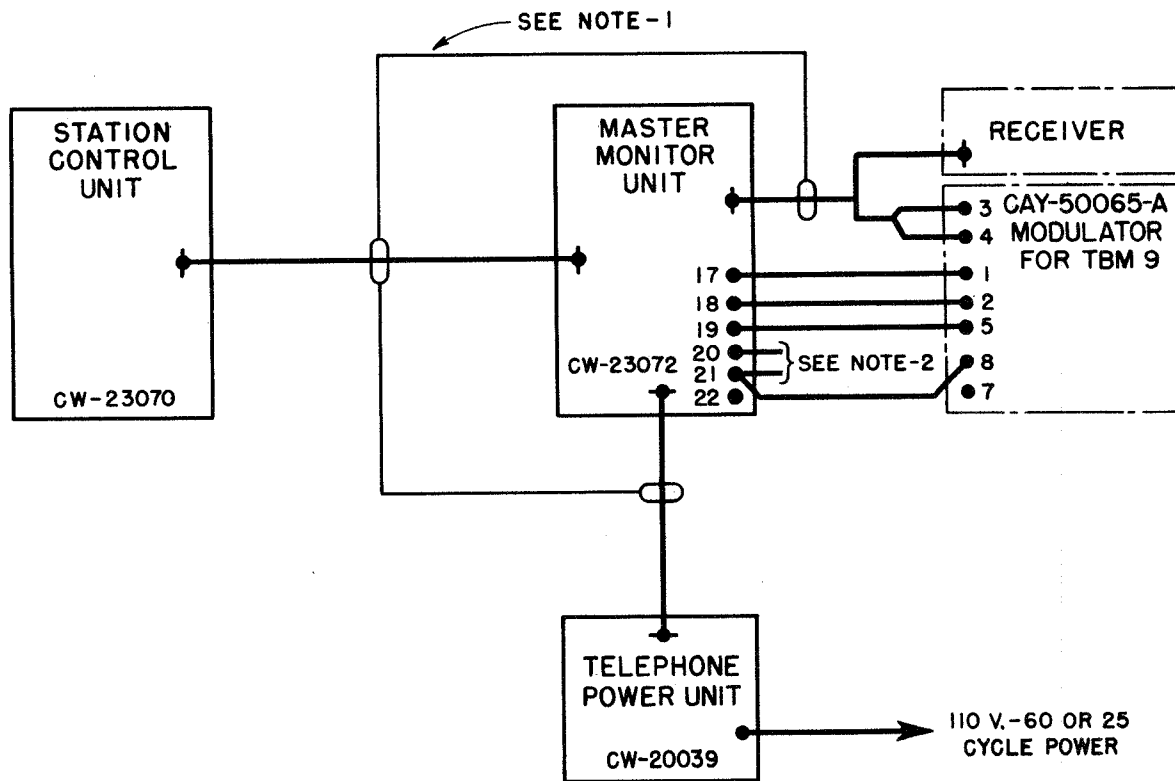 SEE NOTE-1
STATION
CONTROL
UNIT
CW-23070
MASTER
MONITOR
UNIT
17
18
19
20
21
22
CW-23072
SEE NOTE-2
RECEIVER
3
4
1
2
5
8
7
CAY-50065-A
MODULATOR
FOR TBM 9
TELEPHONE
POWER UNIT
CW-20039
110 V.-60 OR 25
CYCLE POWER